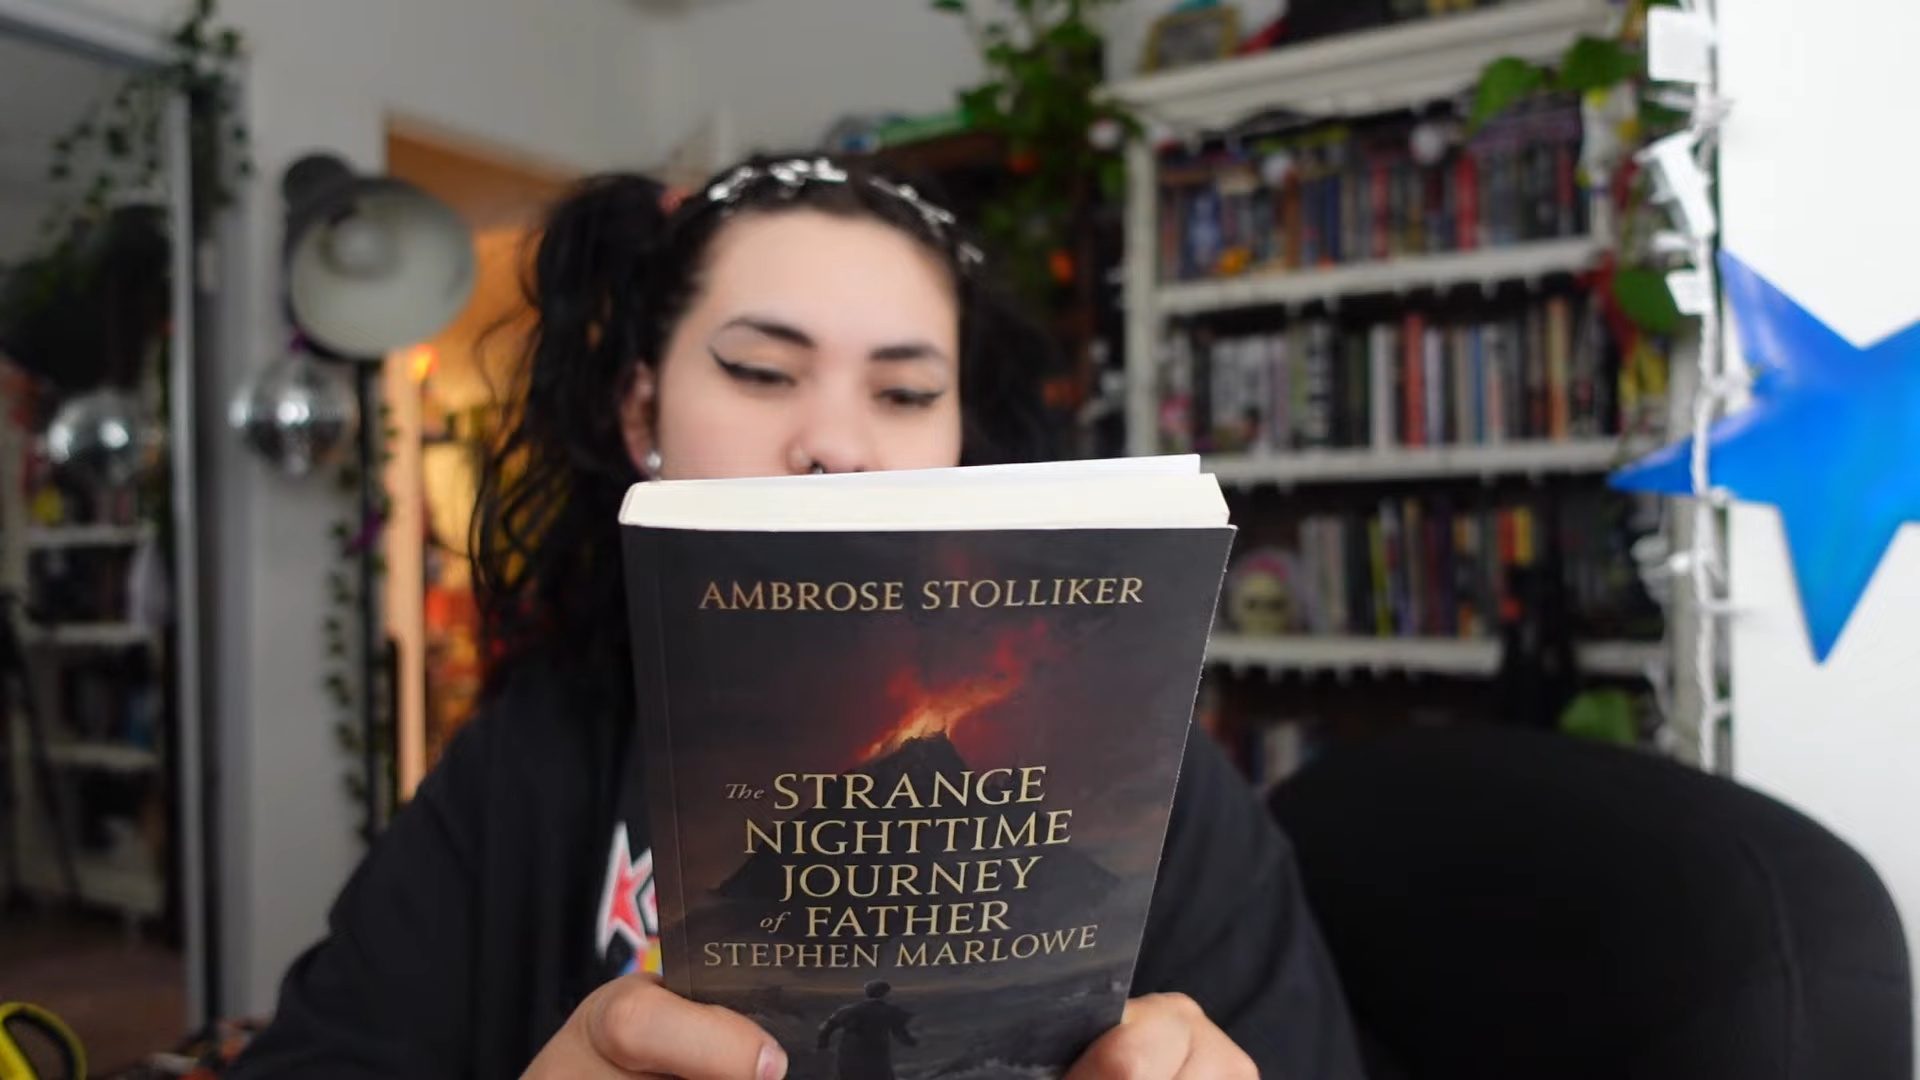 AMBROSE STOLLIKER
The STRANGE
NIGHTTIME
JOURNEY
of FATHER
STEPHEN MARLOWE